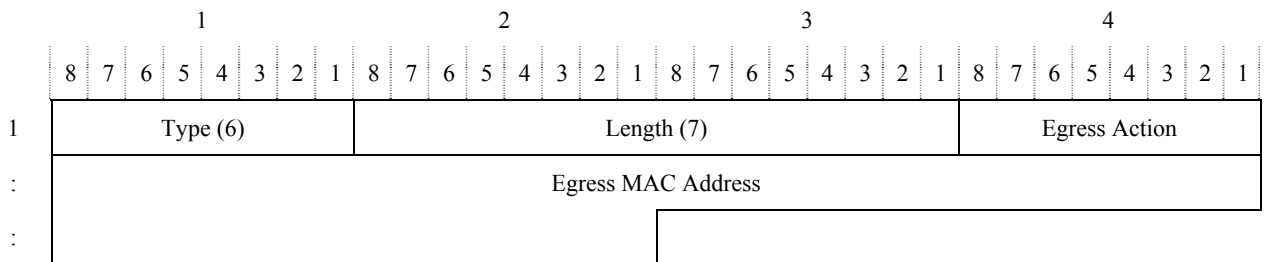 1 2 3 4
8 7 6 5 4 3 2 1 8 7 6 5 4 3 2 1 8 7 6 5 4 3 2 1 8 7 6 5 4 3 2 1
1 Type (6) Length (7) Egress Action
: Egress MAC Address
: